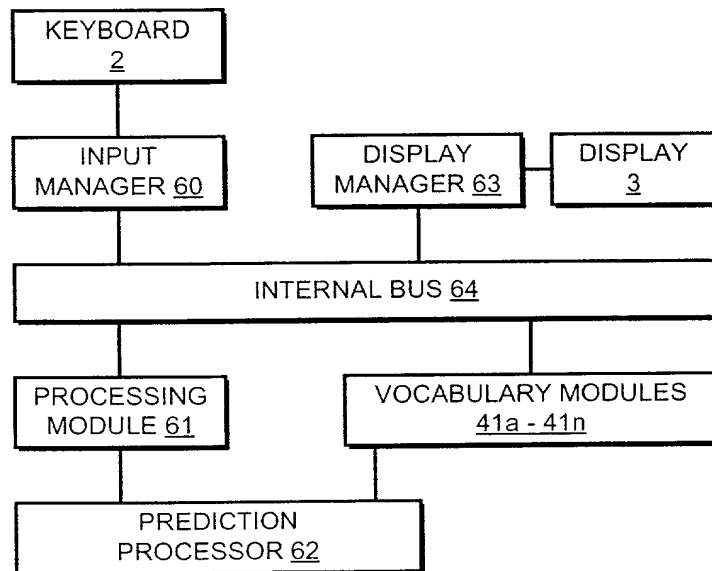 KEYBOARD
2
INPUT
MANAGER 60
DISPLAY
MANAGER 63
DISPLAY
3
INTERNAL BUS 64
PROCESSING
MODULE 61
VOCABULARY MODULES
41a - 41n
PREDICTION
PROCESSOR 62